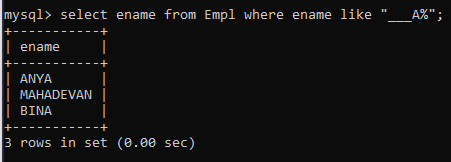 mysql> select ename from Empl where ename like "___A%";
+-----------+
| ename     |
+-----------+
| ANYA      |
| MAHADEVAN |
| BINA      |
+-----------+
3 rows in set (0.00 sec)